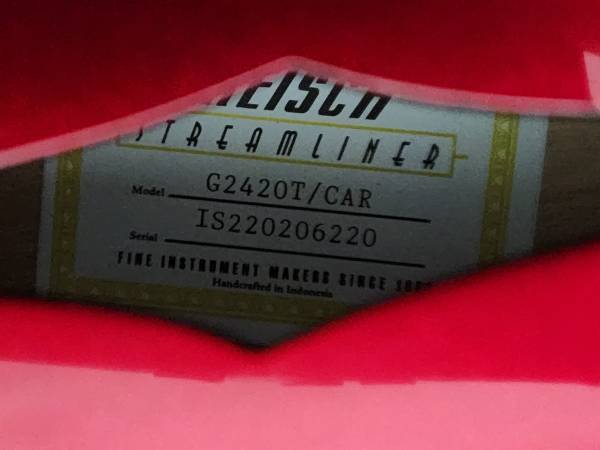 STREAMLINER
Model G2420T/CAR
Serial IS220206220
FINE INSTRUMENT MAKERS SINCE
Handcrafted in Indonesia